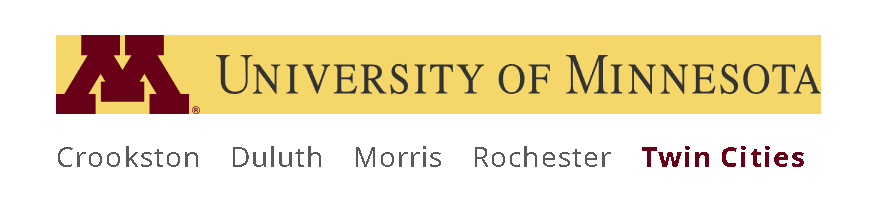 M® University of Minnesota
Crookston Duluth Morris Rochester Twin Cities